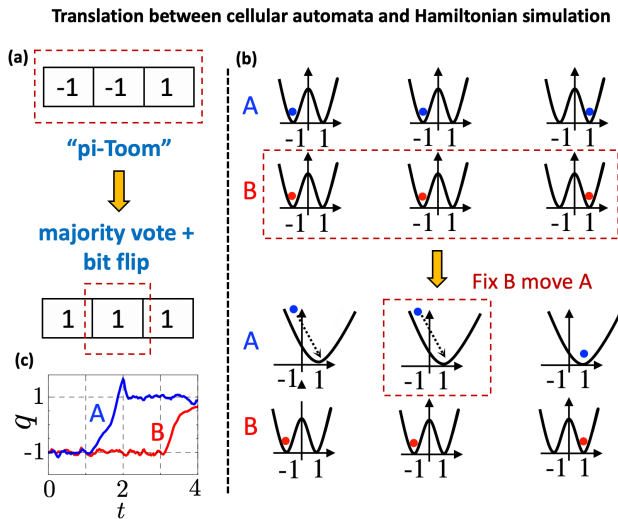 Translation between cellular automata and Hamiltonian simulation
(a)
-1 -1 1
“pi-Toom”
majority vote +
bit flip
1 1 1
(b)
A
-1 1 -1 1 -1 1
B
-1 1 -1 1 -1 1
Fix B move A
A
-1 1 -1 1 -1 1
B
-1 1 -1 1 -1 1
(c)
q
1
-1
A
B
0 2 4
t